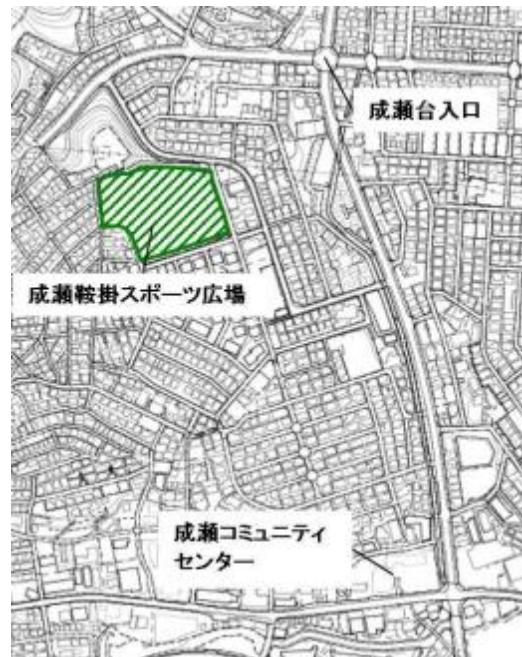 成瀬台入口
成瀬鞍掛スポーツ広場
成瀬コミュニティ
センター